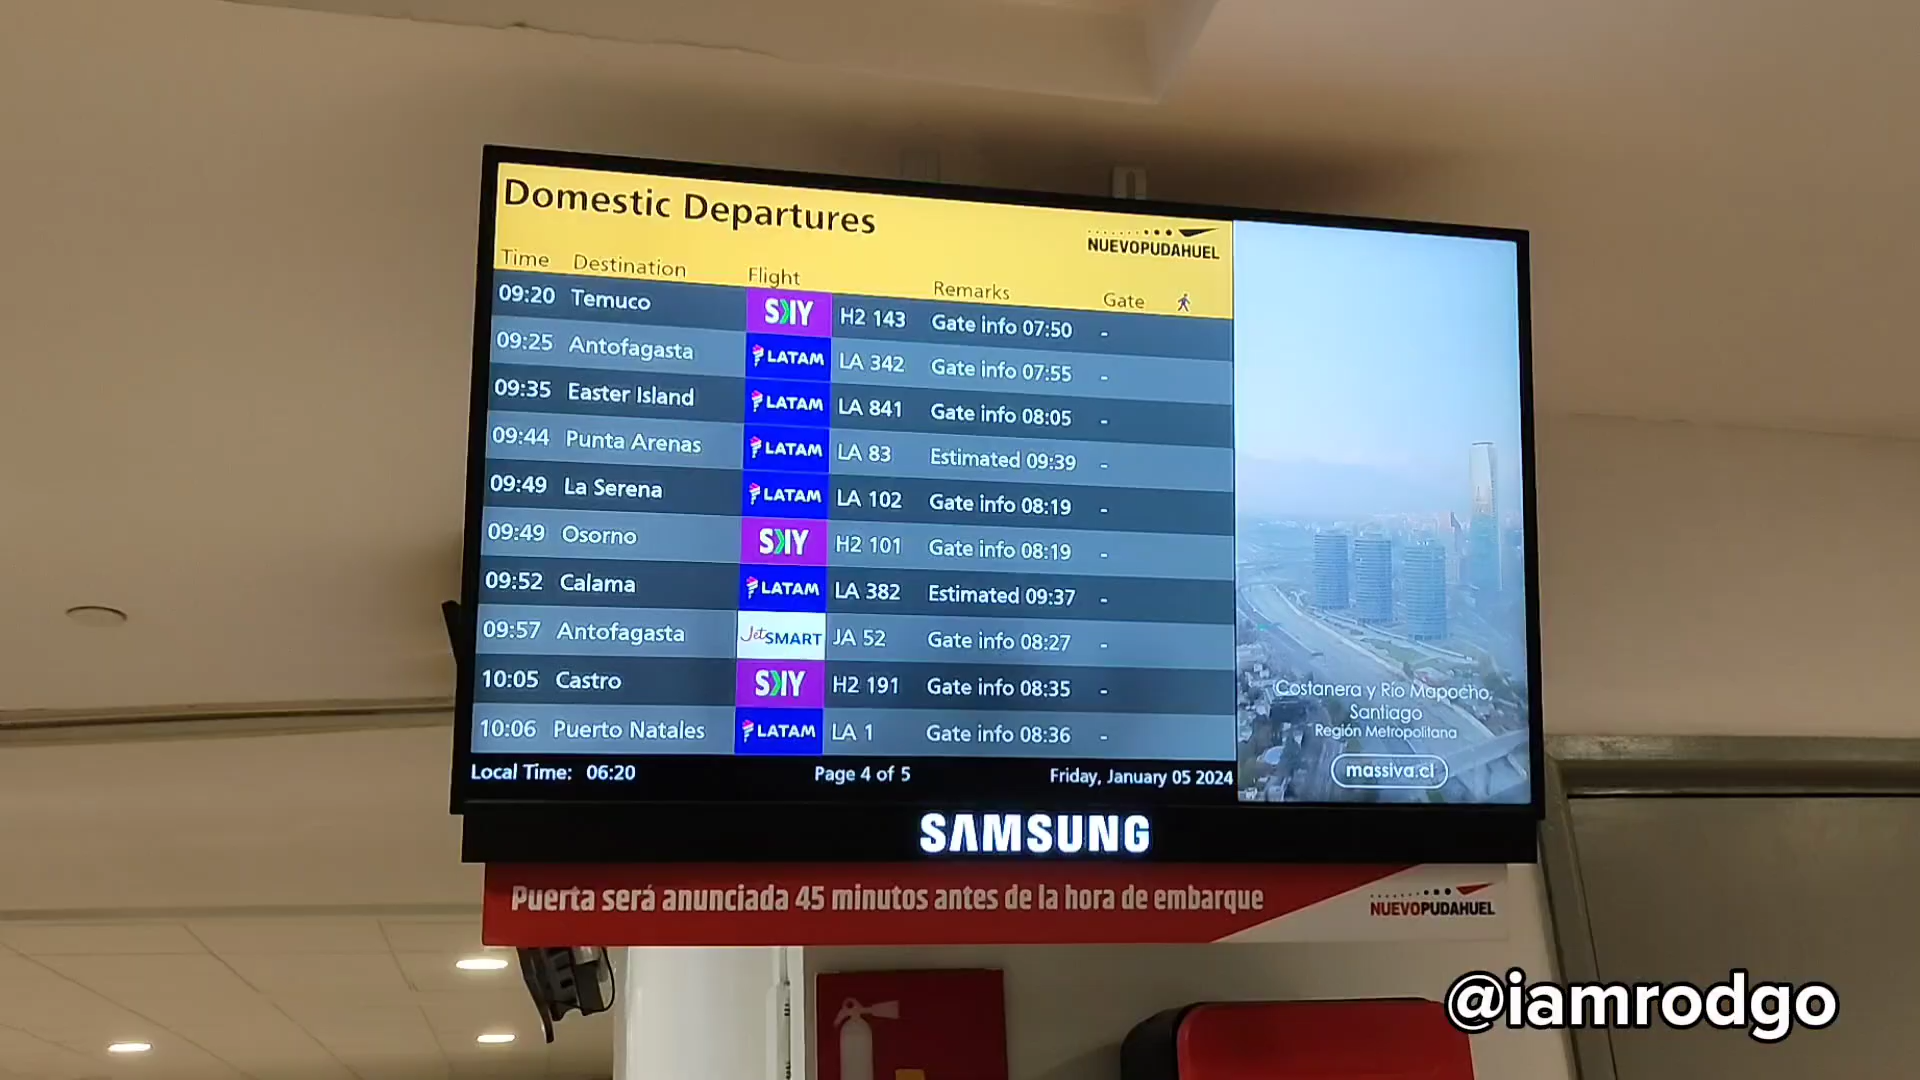 Domestic Departures
NUEVOPUDAHUEL
Time Destination Flight Remarks Gate
09:20 Temuco SKY H2 143 Gate info 07:50 -
09:25 Antofagasta LATAM LA 342 Gate info 07:55 -
09:35 Easter Island LATAM LA 841 Gate info 08:05 -
09:44 Punta Arenas LATAM LA 83 Estimated 09:39 -
09:49 La Serena LATAM LA 102 Gate info 08:19 -
09:49 Osorno SKY H2 101 Gate info 08:19 -
09:52 Calama LATAM LA 382 Estimated 09:37 -
09:57 Antofagasta JetSMART JA 52 Gate info 08:27 -
10:05 Castro SKY H2 191 Gate info 08:35 -
10:06 Puerto Natales LATAM LA 1 Gate info 08:36 -
Local Time: 06:20 Page 4 of 5 Friday, January 05 2024
Costanera y Río Mapocho,
Santiago
Región Metropolitana
massiva.cl
SAMSUNG
Puerta será anunciada 45 minutos antes de la hora de embarque
NUEVOPUDAHUEL
@iamrodgo